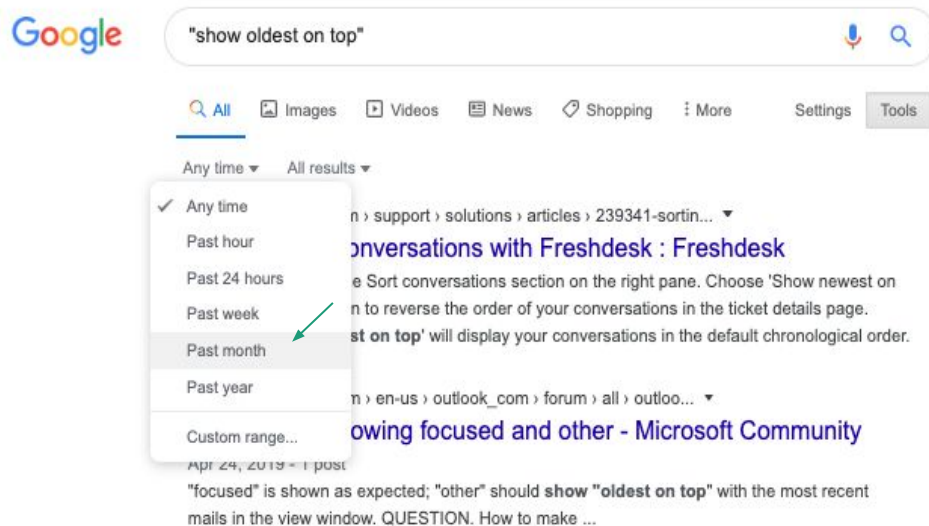 Google
"show oldest on top"
All Images Videos News Shopping More Settings Tools
Any time All results
Any time
Past hour
Past 24 hours
Past week
Past month
Past year
Custom range...
› support › solutions › articles › 239341-sortin...
onversations with Freshdesk : Freshdesk
e Sort conversations section on the right pane. Choose 'Show newest on
n to reverse the order of your conversations in the ticket details page.
st on top' will display your conversations in the default chronological order.
› en-us › outlook_com › forum › all › outloo...
owing focused and other - Microsoft Community
Apr 24, 2019 - 1 post
"focused" is shown as expected; "other" should show "oldest on top" with the most recent
mails in the view window. QUESTION. How to make ...